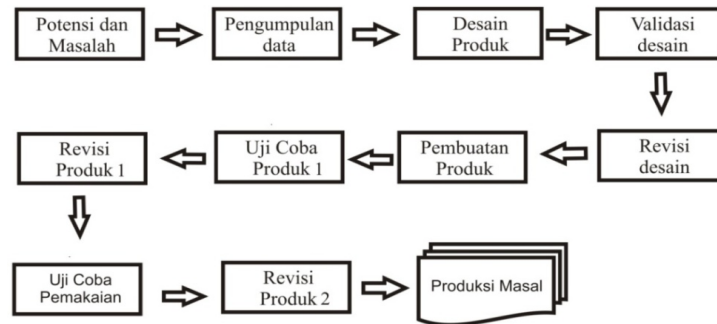 Potensi dan
Masalah
Pengumpulan
data
Desain
Produk
Validasi
desain
Revisi
desain
Pembuatan
Produk
Uji Coba
Produk 1
Revisi
Produk 1
Uji Coba
Pemakaian
Revisi
Produk 2
Produksi Masal